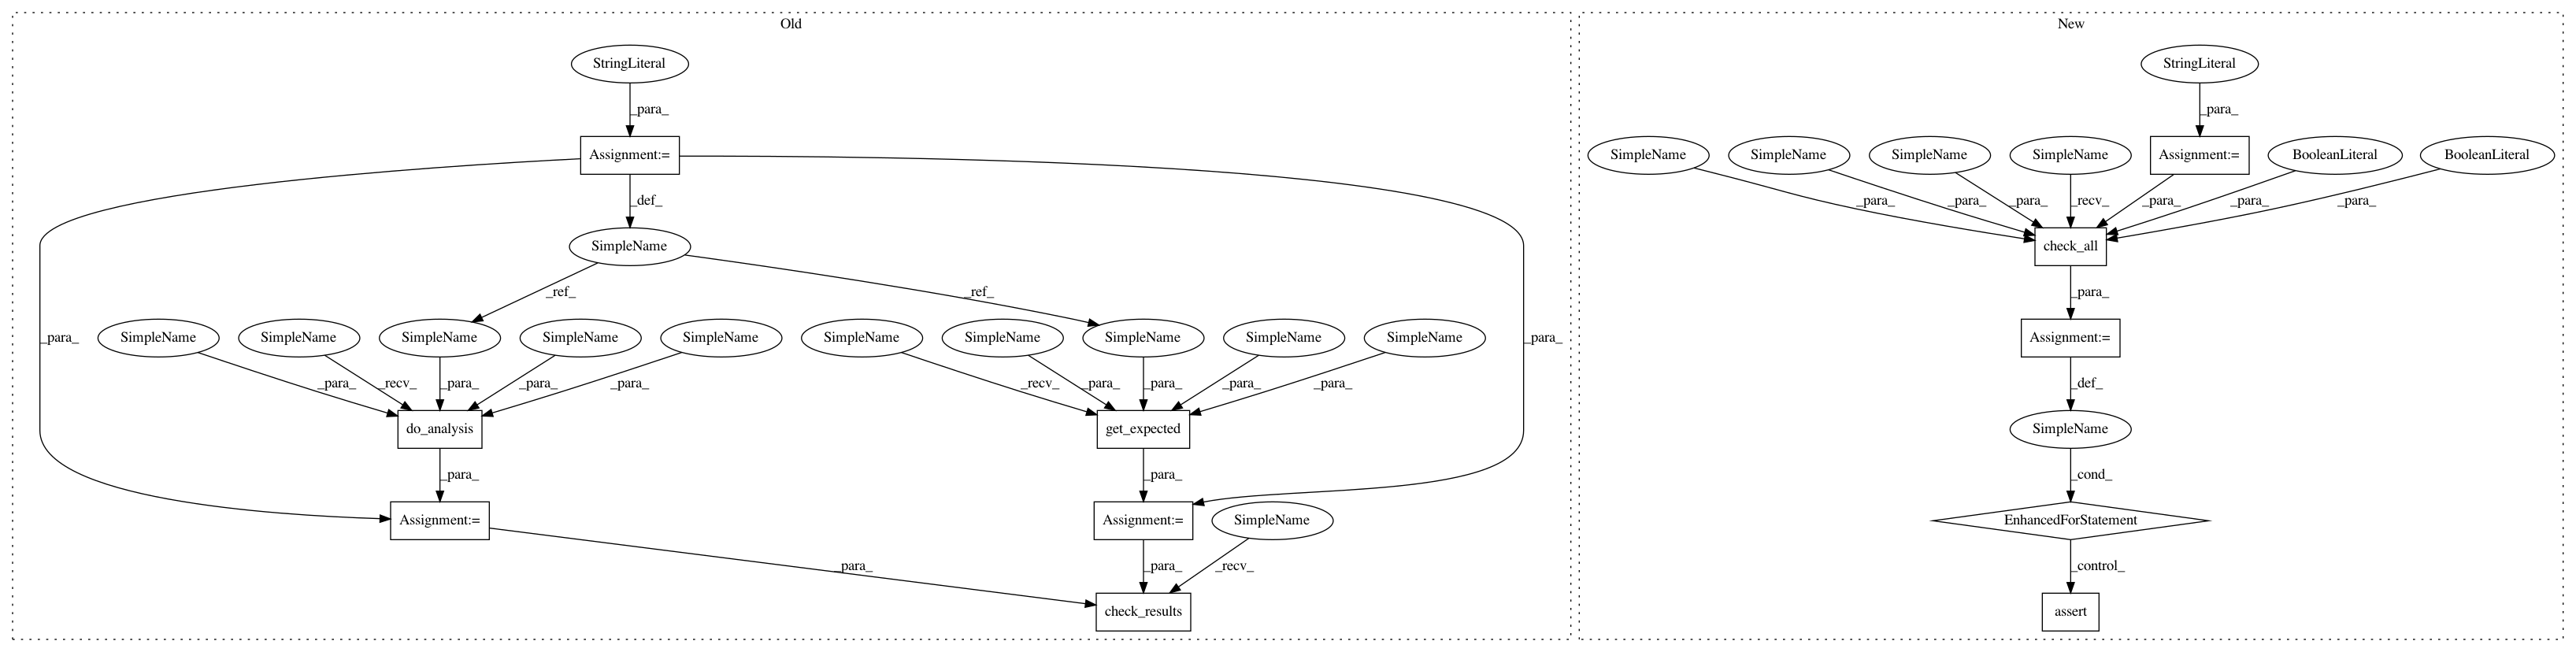 Old
New
StringLiteral
StringLiteral
_para_
_para_
Assignment:=
SimpleName
SimpleName
SimpleName
SimpleName
Assignment:=
BooleanLiteral
BooleanLiteral
_def_
_para_
_para_
_para_
_recv_
_para_
_para_
_para_
SimpleName
check_all
_ref_
_ref_
_para_
_para_
SimpleName
SimpleName
SimpleName
SimpleName
SimpleName
SimpleName
SimpleName
SimpleName
SimpleName
SimpleName
_para_
Assignment:=
_para_
_recv_
_para_
_para_
_para_
_recv_
_para_
_para_
_para_
_para_
_def_
do_analysis
get_expected
SimpleName
_para_
_para_
_cond_
Assignment:=
Assignment:=
SimpleName
EnhancedForStatement
_para_
_para_
_recv_
_control_
check_results
assert